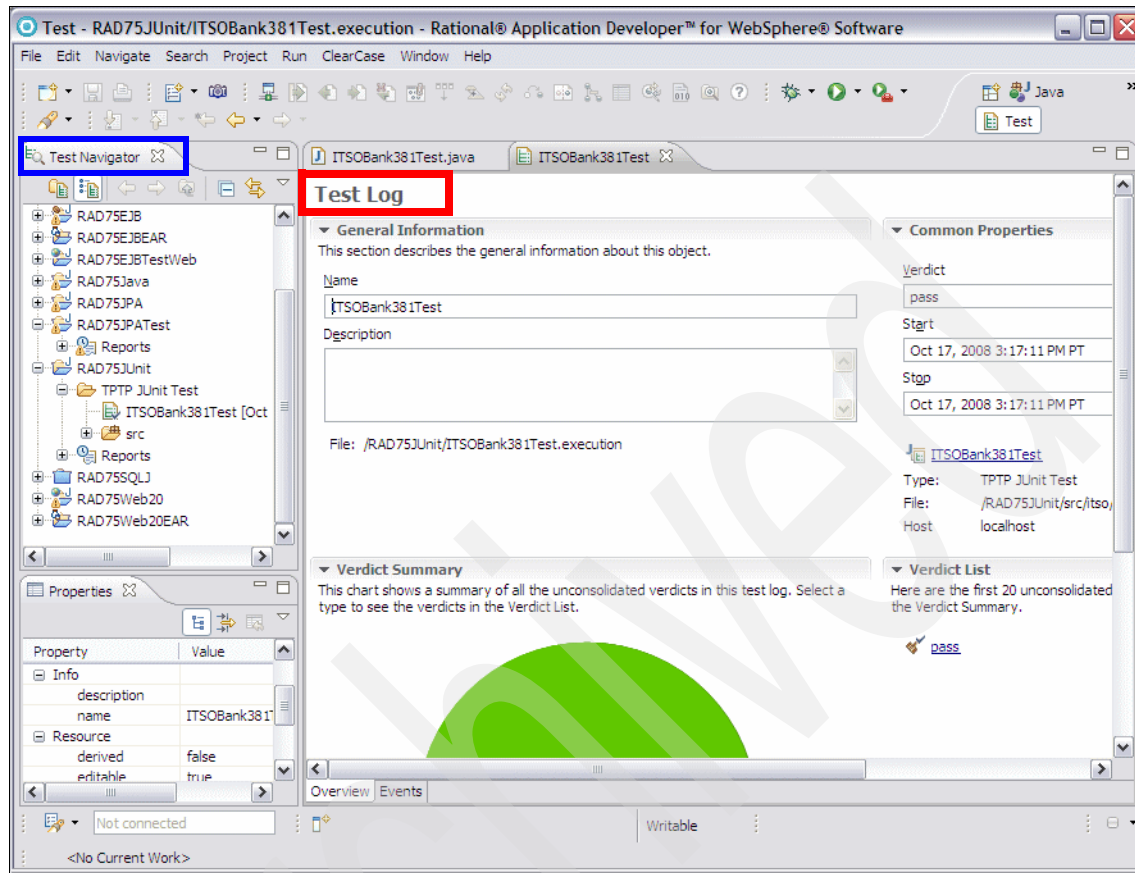 Test - RAD75JUnit/ITSOBank381Test.execution - Rational® Application Developer™ for WebSphere® Software
File Edit Navigate Search Project Run ClearCase Window Help
Java
»
Test
Test Navigator
RAD75EJB
RAD75EJBEAR
RAD75EJBTestWeb
RAD75Java
RAD75JPA
RAD75JPATest
Reports
RAD75JUnit
TPTP JUnit Test
ITSOBank381Test [Oct
src
Reports
RAD75SQLJ
RAD75Web20
RAD75Web20EAR
Properties
Property Value
Info
description
name ITSOBank381
Resource
derived false
editable true
ITSOBank381Test.java ITSOBank381Test
Test Log
General Information
This section describes the general information about this object.
Name
ITSOBank381Test
Description
File: /RAD75JUnit/ITSOBank381Test.execution
Common Properties
Verdict
pass
Start
Oct 17, 2008 3:17:11 PM PT
Stop
Oct 17, 2008 3:17:11 PM PT
ITSOBank381Test
Type: TPTP JUnit Test
File: /RAD75JUnit/src/itso/
Host localhost
Verdict Summary
This chart shows a summary of all the unconsolidated verdicts in this test log. Select a
type to see the verdicts in the Verdict List.
Verdict List
Here are the first 20 unconsolidated
the Verdict Summary.
pass
Overview Events
Not connected
Writable
<No Current Work>